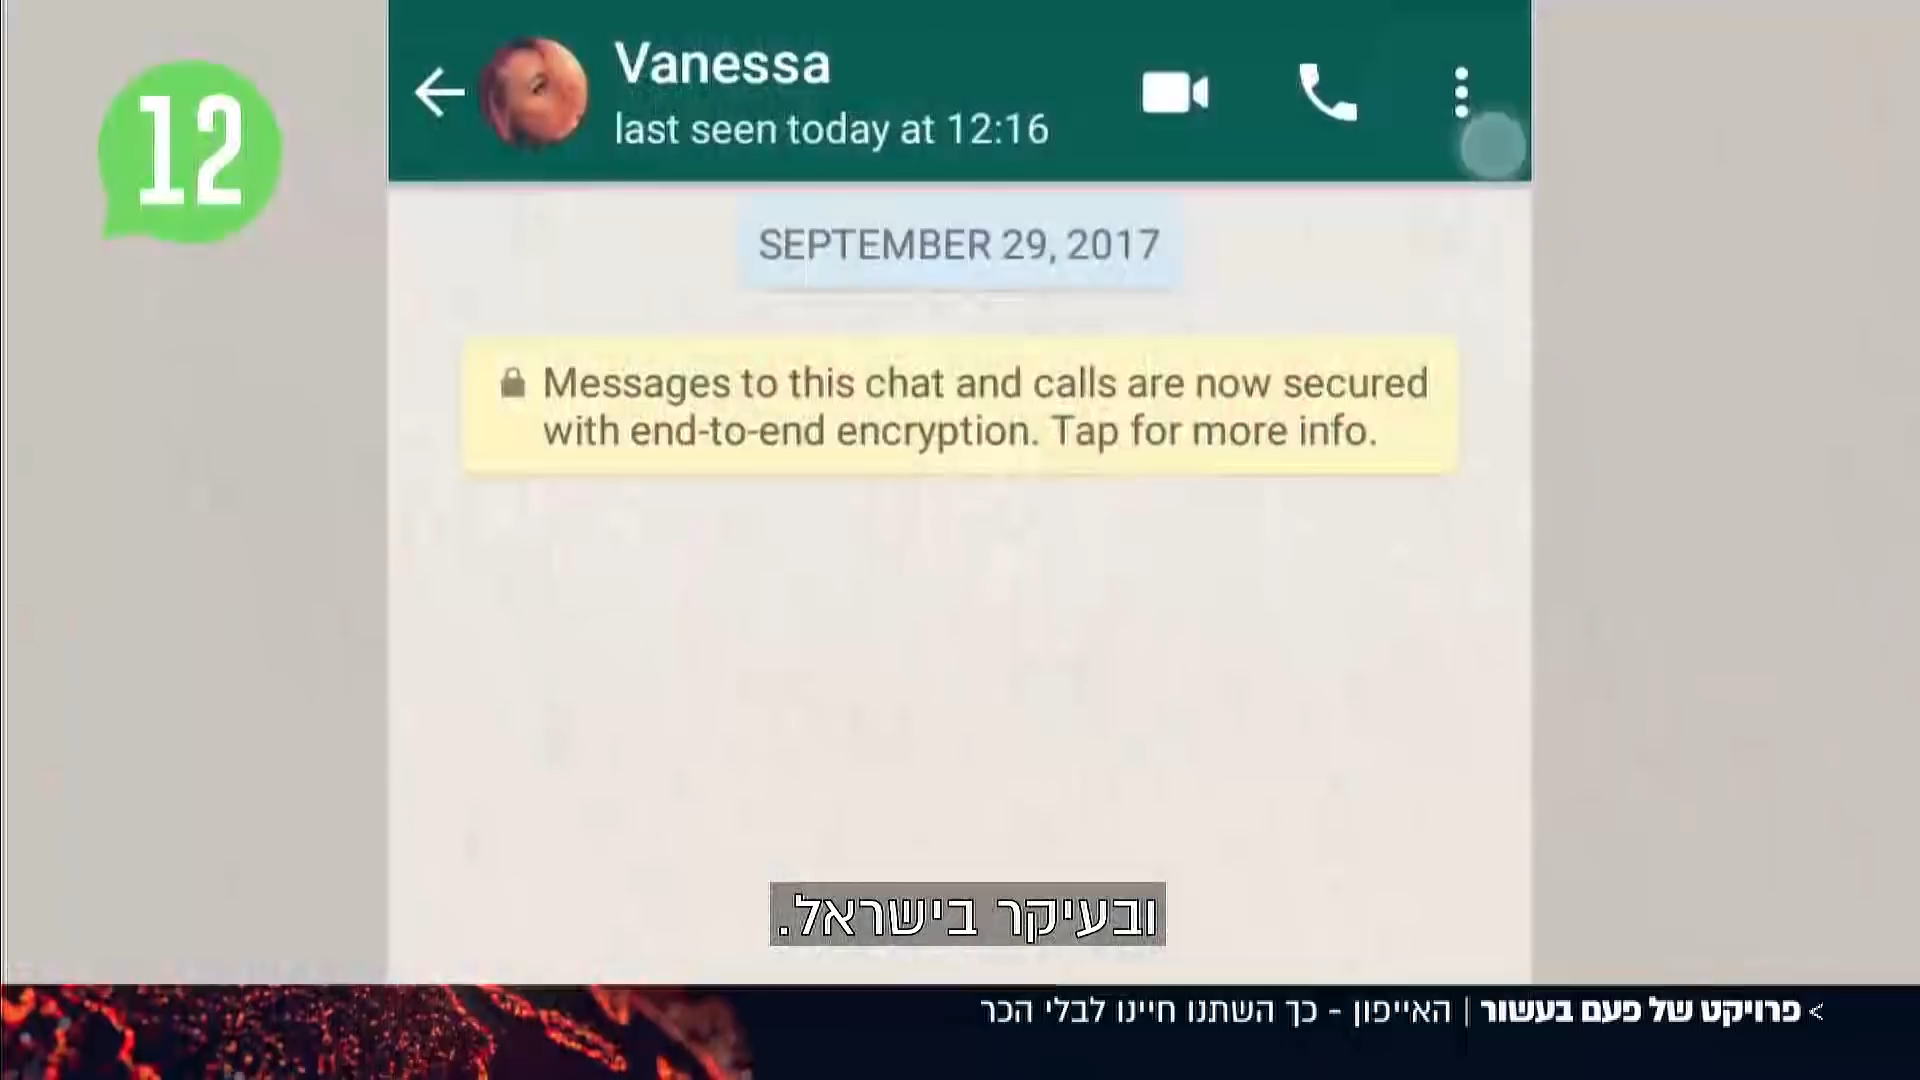 12
Vanessa
last seen today at 12:16
SEPTEMBER 29, 2017
Messages to this chat and calls are now secured
with end-to-end encryption. Tap for more info.
ובעיקר בישראל.
> פרויקט של פעם בעשור | האייפון - כך השתנו חיינו לבלי הכר